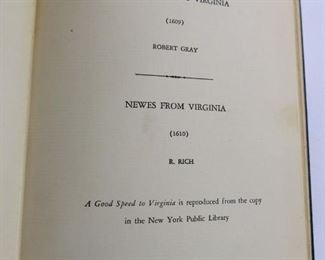 VIRGINIA
(1609)
ROBERT GRAY
NEWES FROM VIRGINIA
(1610)
R. RICH
A Good Speed to Virginia is reproduced from the copy
in the New York Public Library